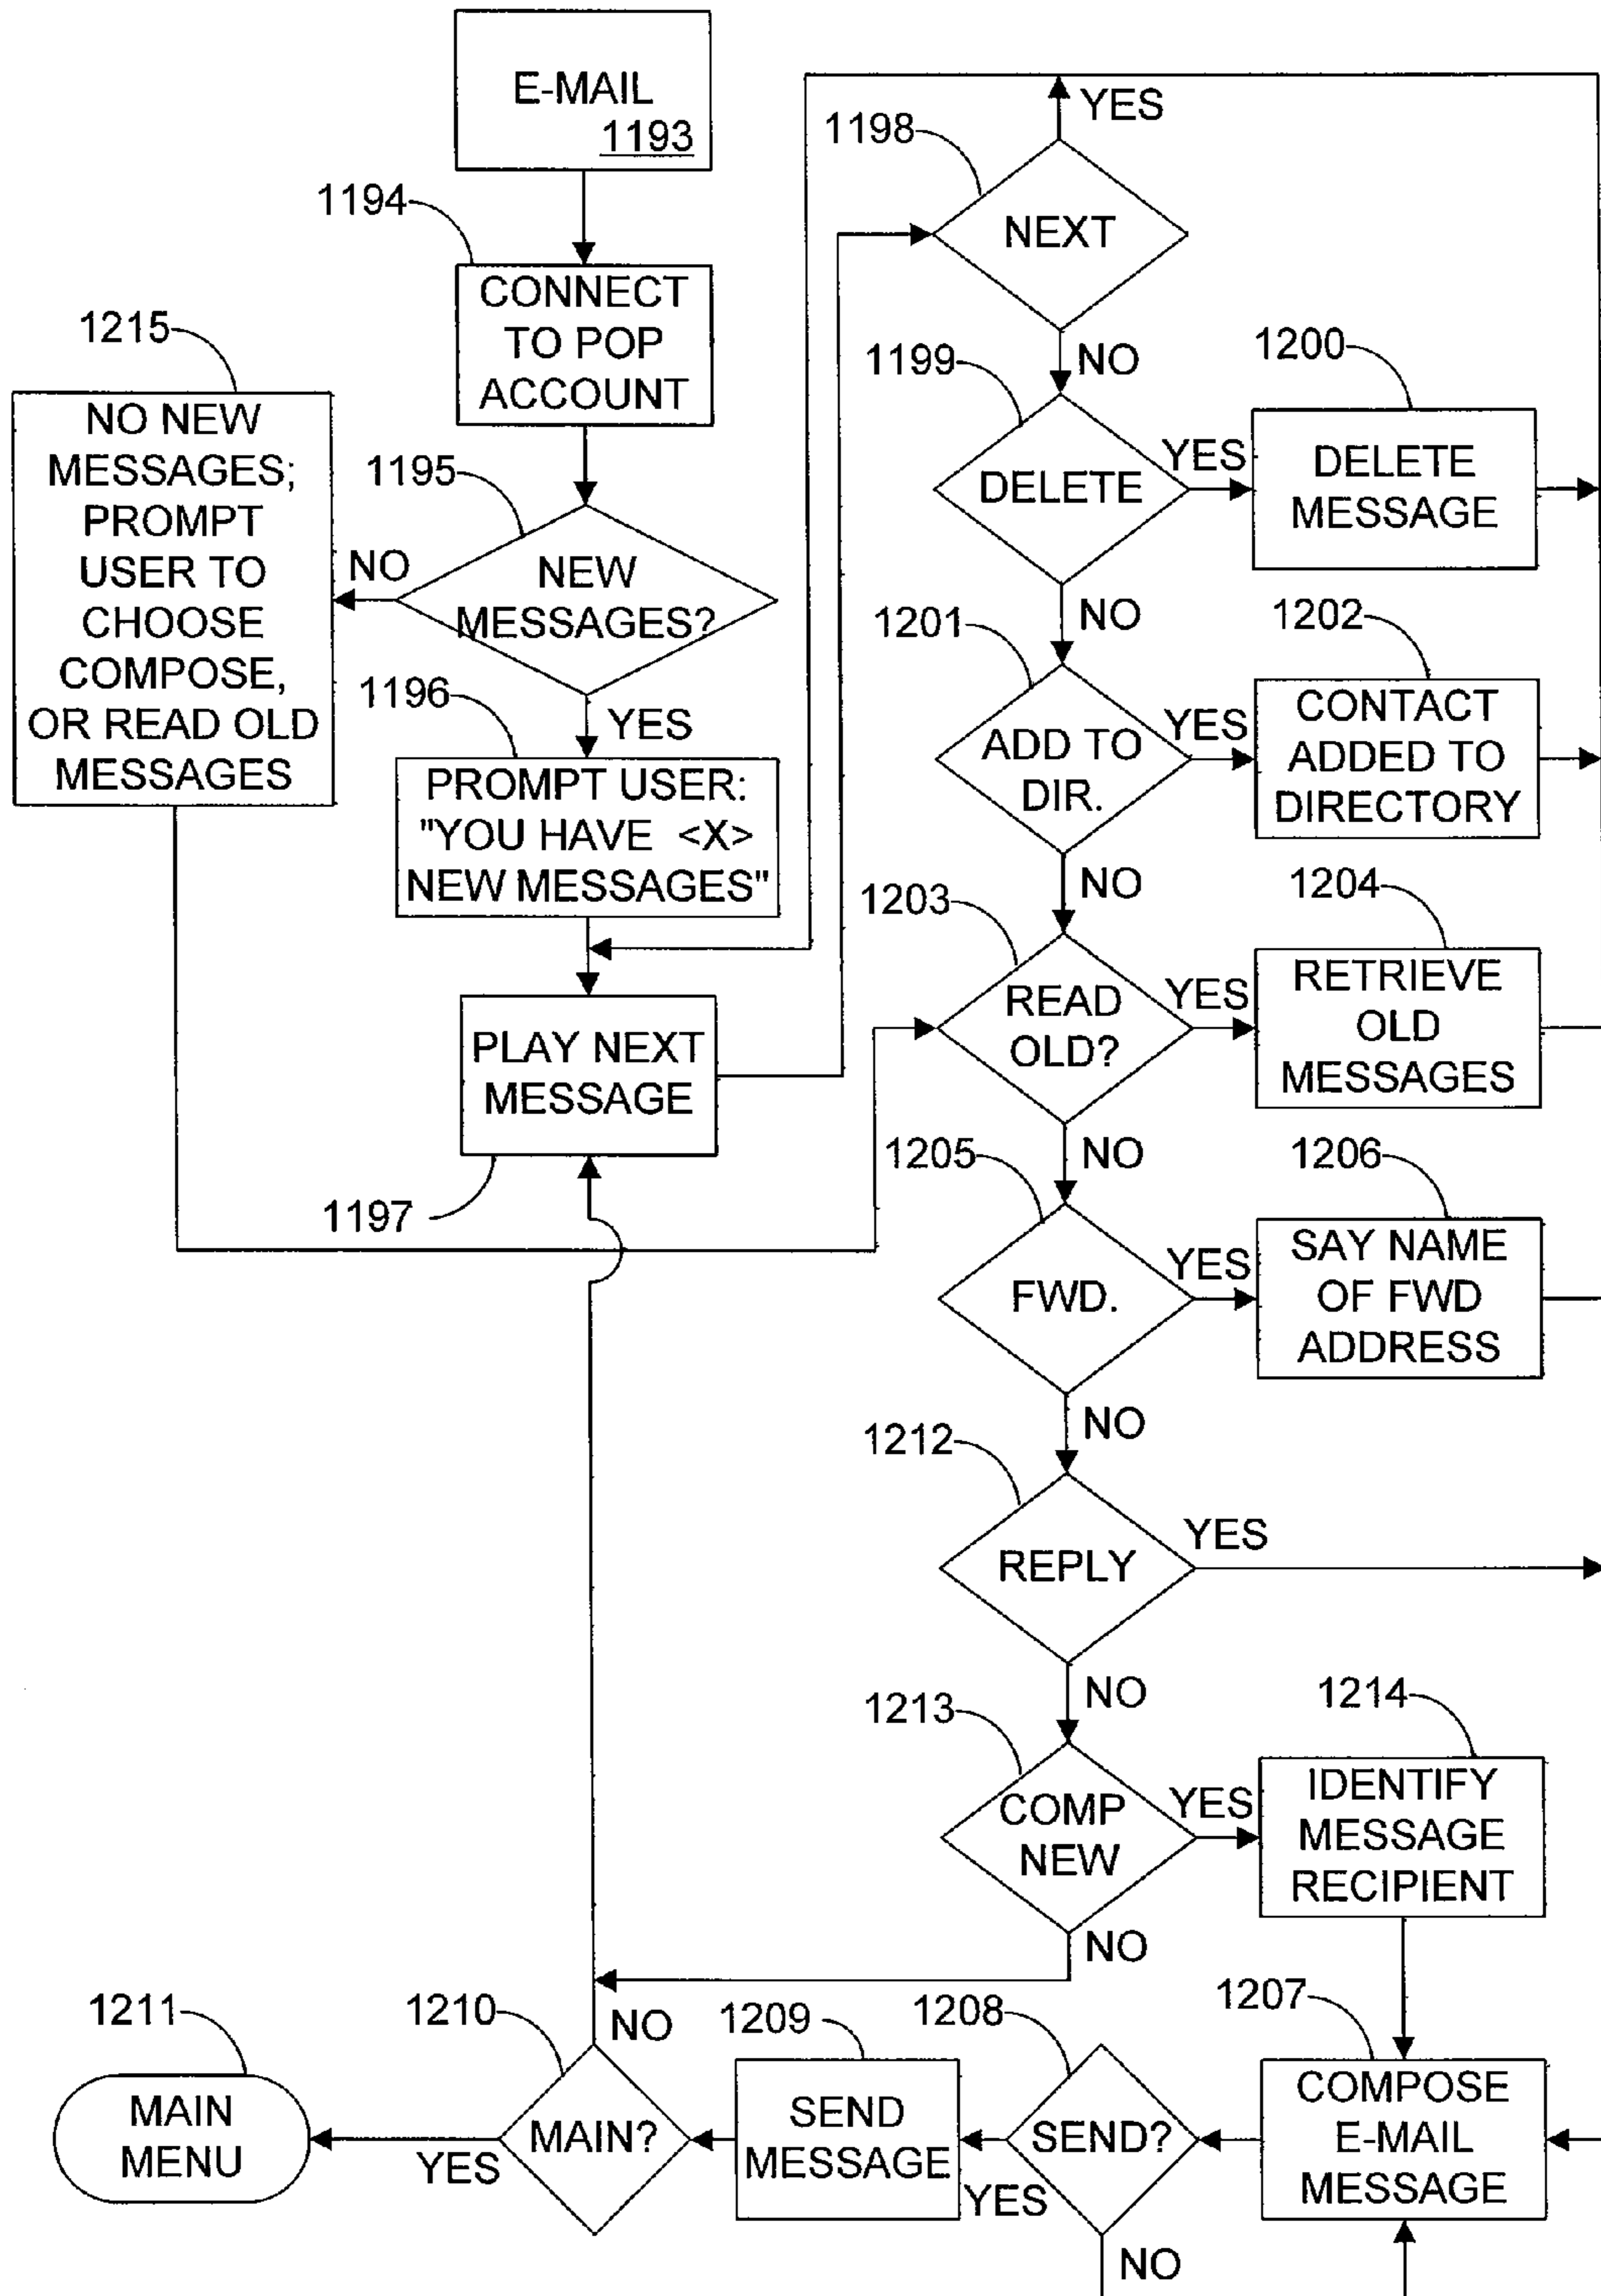 E-MAIL
1193
1194
CONNECT
TO POP
ACCOUNT
1215
NO NEW
MESSAGES;
PROMPT
USER TO
CHOOSE
COMPOSE,
OR READ OLD
MESSAGES
1195
NEW
MESSAGES?
NO
YES
1196
PROMPT USER:
"YOU HAVE <X>
NEW MESSAGES"
PLAY NEXT
MESSAGE
1197
1198
NEXT
YES
NO
1199
DELETE
YES
1200
DELETE
MESSAGE
NO
1201
ADD TO
DIR.
YES
1202
CONTACT
ADDED TO
DIRECTORY
NO
1203
READ
OLD?
YES
1204
RETRIEVE
OLD
MESSAGES
NO
1205
FWD.
YES
1206
SAY NAME
OF FWD
ADDRESS
NO
1212
REPLY
YES
NO
1213
COMP
NEW
YES
1214
IDENTIFY
MESSAGE
RECIPIENT
NO
1207
COMPOSE
E-MAIL
MESSAGE
1208
SEND?
YES
NO
1209
SEND
MESSAGE
1210
MAIN?
NO
YES
1211
MAIN
MENU